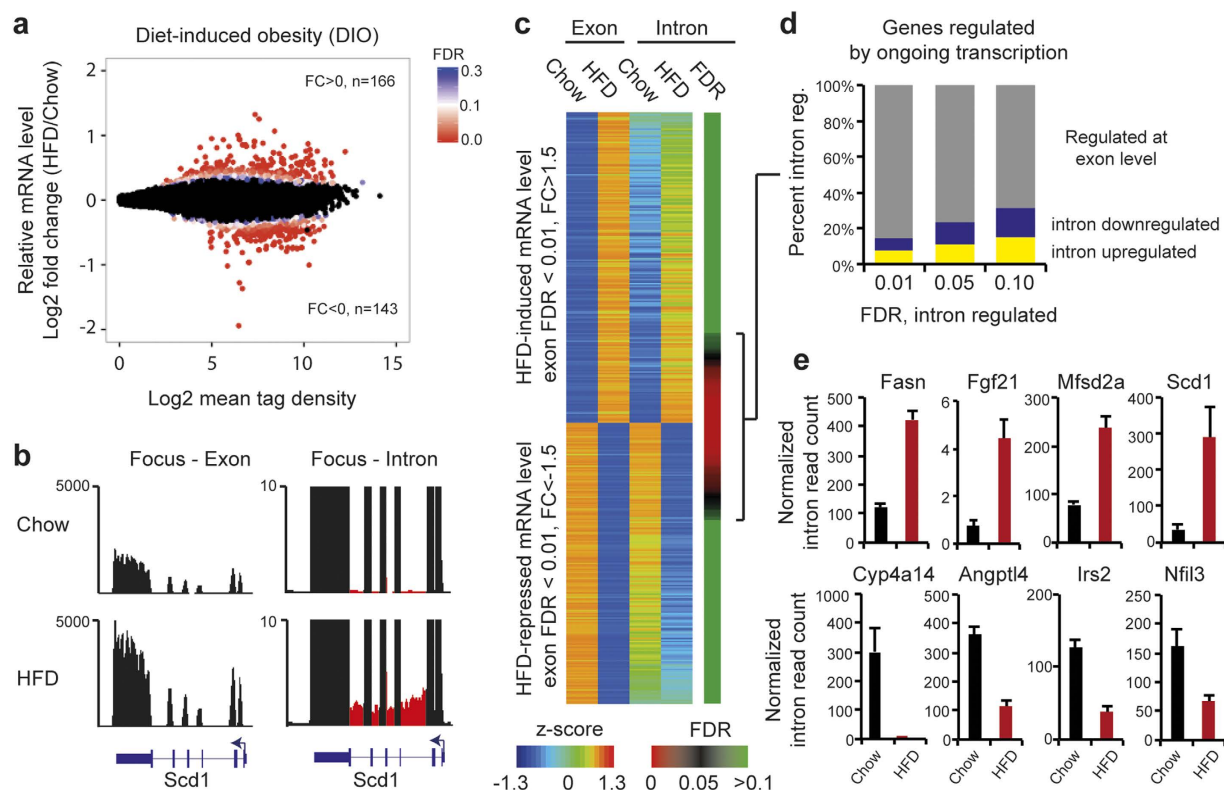 a
Diet-induced obesity (DIO)
FDR
0.3
0.1
0.0
FC>0, n=166
FC<0, n=143
2
1
0
-1
-2
Relative mRNA level
Log2 fold change (HFD/Chow)
0
5
10
15
Log2 mean tag density
b
Focus - Exon
Focus - Intron
5000
10
Chow
5000
10
HFD
Scd1
Scd1
c
Exon
Intron
Chow
HFD
Chow
HFD
FDR
HFD-induced mRNA level
exon FDR < 0.01, FC>1.5
HFD-repressed mRNA level
exon FDR < 0.01, FC<-1.5
z-score
-1.3
0
1.3
FDR
0
0.05
>0.1
d
Genes regulated
by ongoing transcription
Percent intron reg.
100%
80%
60%
40%
20%
0%
Regulated at
exon level
intron downregulated
intron upregulated
0.01
0.05
0.10
FDR, intron regulated
e
Normalized
intron read count
Fasn
500
400
300
200
100
0
Fgf21
6
4
2
0
Mfsd2a
300
200
100
0
Scd1
400
300
200
100
0
Normalized
intron read count
Cyp4a14
1000
400
300
200
100
0
Angptl4
500
400
300
200
100
0
Irs2
200
100
0
Nfil3
250
200
150
100
50
0
Chow
HFD
Chow
HFD
Chow
HFD
Chow
HFD